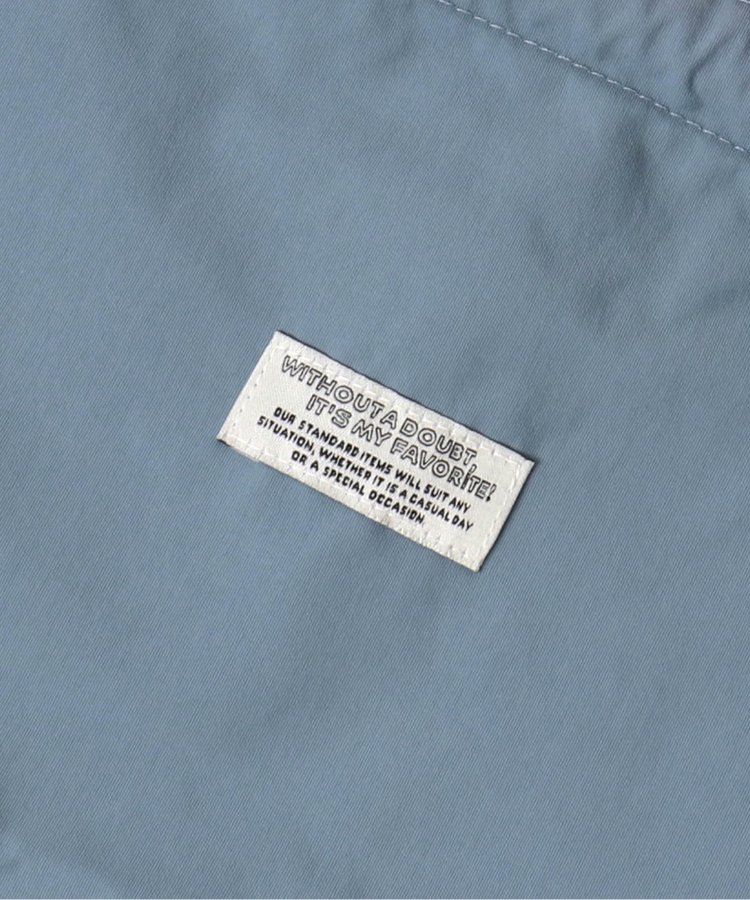 WITHOUT A DOUBT,
IT'S MY FAVORITE!
OUR STANDARD ITEMS WILL SUIT ANY
SITUATION, WHETHER IT IS A CASUAL DAY
OR A SPECIAL OCCASION